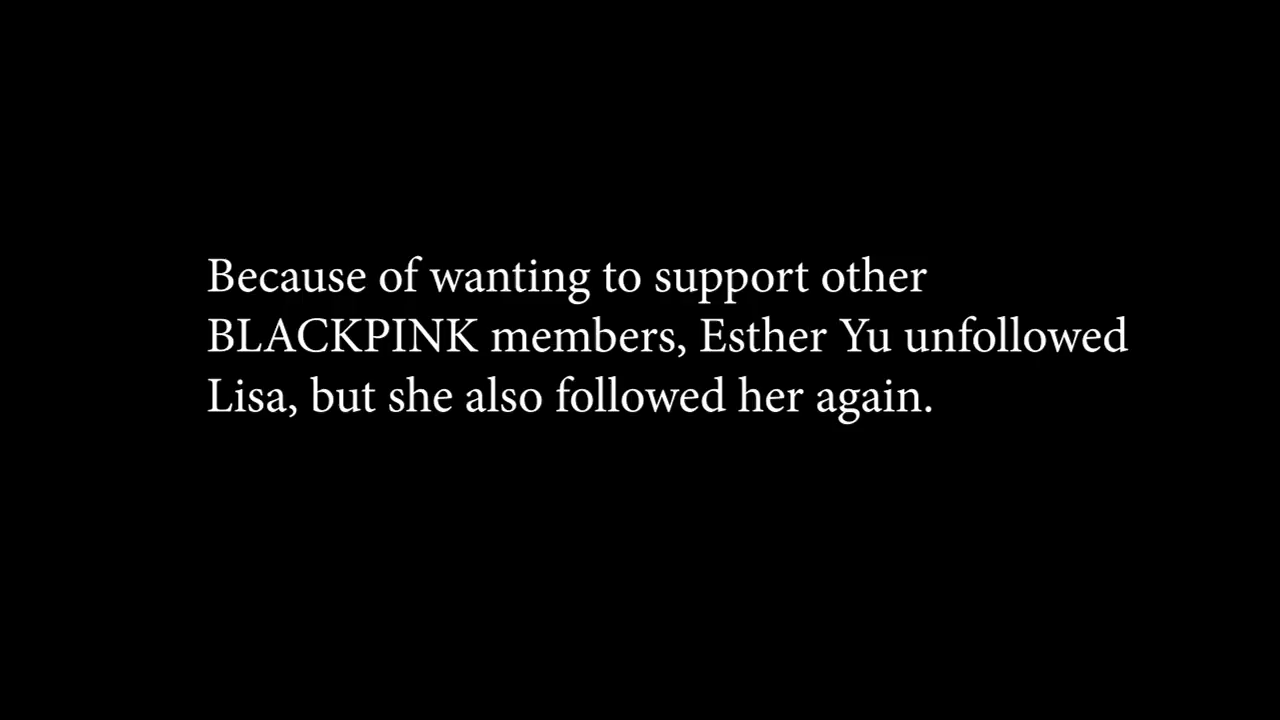 Because of wanting to support other
BLACKPINK members, Esther Yu unfollowed
Lisa, but she also followed her again.